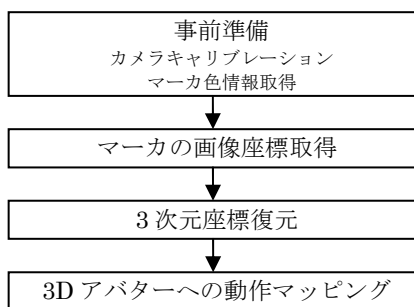 事前準備
カメラキャリブレーション
マーカ色情報取得
マーカの画像座標取得
3 次元座標復元
3D アバターへの動作マッピング